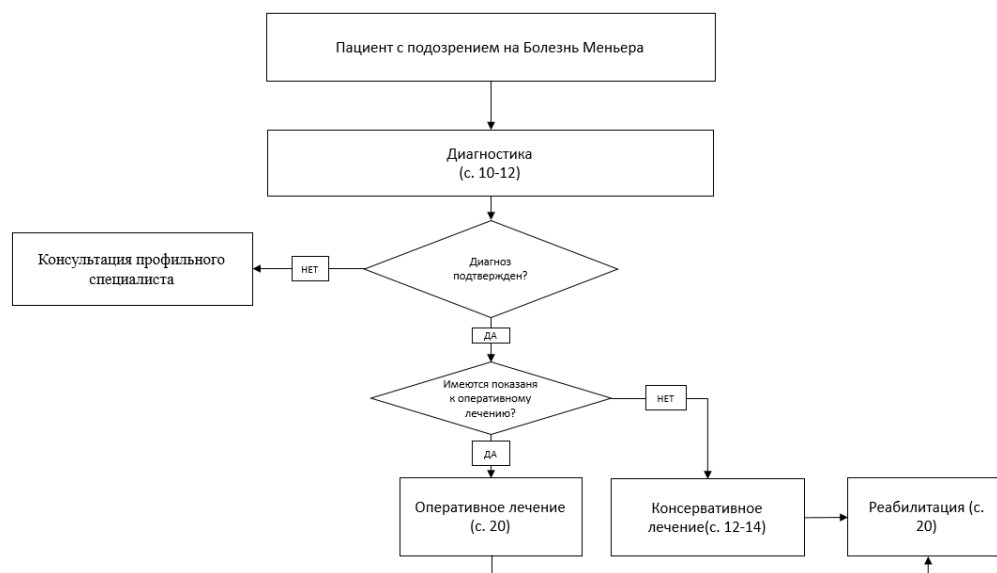 Пациент с подозрением на Болезнь Меньера
Диагностика
(с. 10-12)
Диагноз
подтвержден?
НЕТ
Консультация профильного
специалиста
ДА
Имеются показаня
к оперативному
лечению?
НЕТ
ДА
Оперативное лечение
(с. 20)
Консервативное
лечение(с. 12-14)
Реабилитация (с.
20)